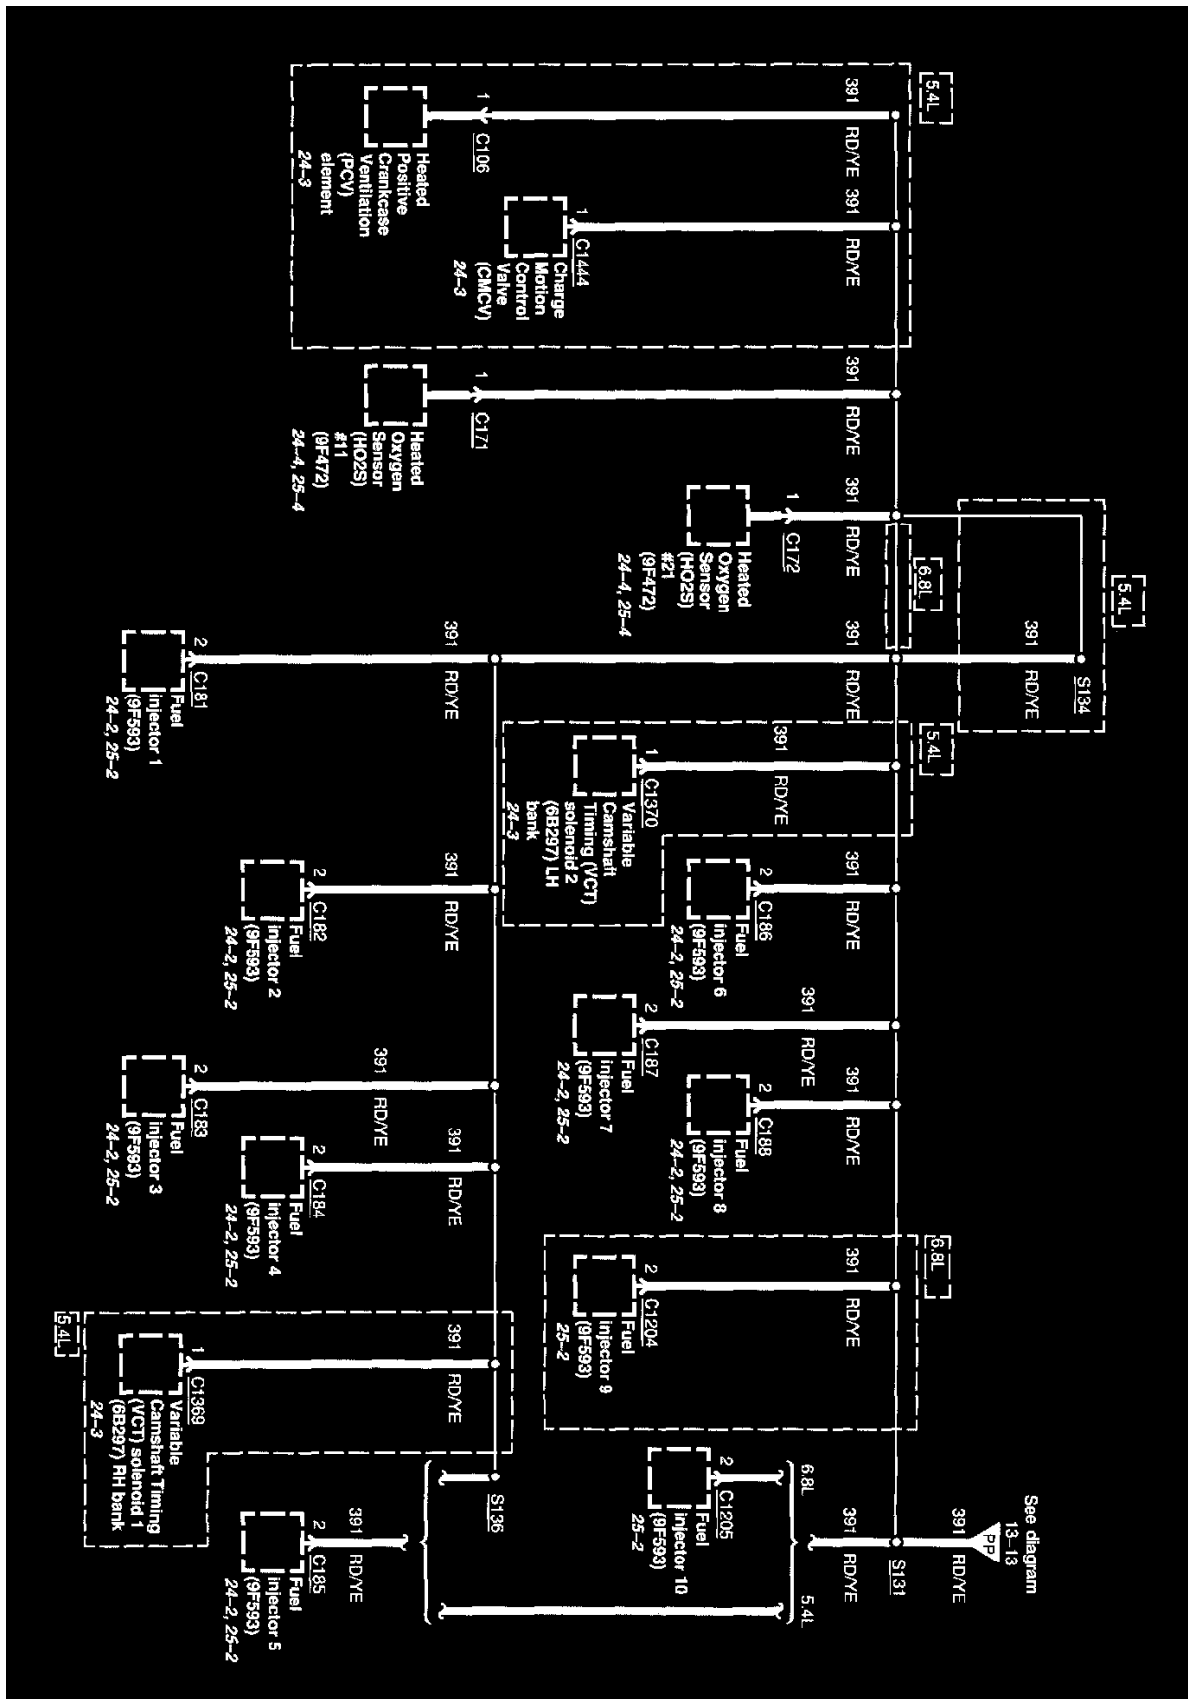 See diagram
13–13
PP
391
RD/YE
S131
5.4L
S134
391
RD/YE
5.4L
6.8L
5.4L
6.8L
391
RD/YE
391
RD/YE
391
RD/YE
391
RD/YE
391
RD/YE
391
RD/YE
391
RD/YE
391
RD/YE
391
RD/YE
391
RD/YE
391
RD/YE
391
RD/YE
6.8L
5.4L
1
C106
Heated
Positive
Crankcase
Ventilation
(PCV)
element
24–3
1
C1444
Charge
Motion
Control
Valve
(CMCV)
24–3
1
C171
Heated
Oxygen
Sensor
(HO2S)
#11
(9F472)
24–4, 25–4
1
C172
Heated
Oxygen
Sensor
(HO2S)
#21
(9F472)
24–4, 25–4
1
C1370
Variable
Camshaft
Timing (VCT)
solenoid 2
(6B297) LH
bank
24–3
2
C186
Fuel
injector 6
(9F593)
24–2, 25–2
2
C187
Fuel
injector 7
(9F593)
24–2, 25–2
2
C188
Fuel
injector 8
(9F593)
24–2, 25–2
2
C1204
Fuel
injector 9
(9F593)
25–2
2
C1205
Fuel
injector 10
(9F593)
25–2
S136
391
RD/YE
391
RD/YE
391
RD/YE
391
RD/YE
391
RD/YE
391
RD/YE
2
C181
Fuel
injector 1
(9F593)
24–2, 25–2
2
C182
Fuel
injector 2
(9F593)
24–2, 25–2
2
C183
Fuel
injector 3
(9F593)
24–2, 25–2
2
C184
Fuel
injector 4
(9F593)
24–2, 25–2
5.4L
1
C1369
Variable
Camshaft Timing
(VCT) solenoid 1
(6B297) RH bank
24–3
2
C185
Fuel
injector 5
(9F593)
24–2, 25–2